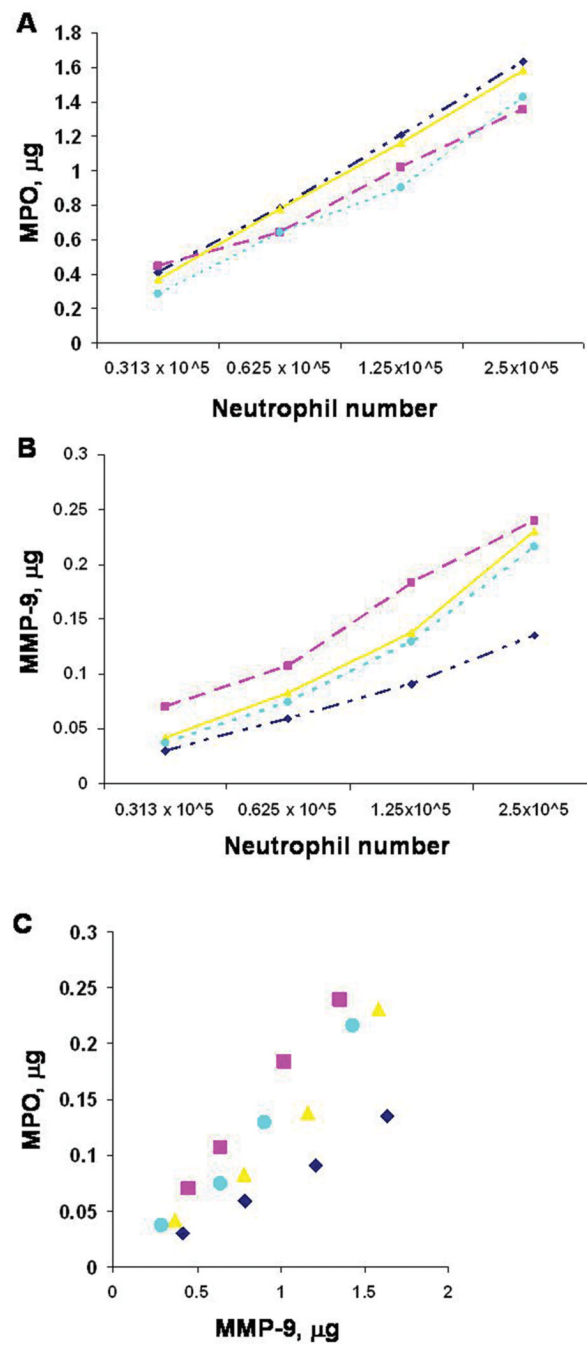 A
1.8
1.6
1.4
1.2
1
0.8
0.6
0.4
0.2
0
MPO, µg
0.313 x 10^5 0.625 x 10^5 1.25x10^5 2.5x10^5
Neutrophil number
B
0.3
0.25
0.2
0.15
0.1
0.05
0
MMP-9, µg
0.313 x 10^5 0.625 x 10^5 1.25x10^5 2.5x10^5
Neutrophil number
C
0.3
0.25
0.2
0.15
0.1
0.05
0
MPO, µg
0 0.5 1 1.5 2
MMP-9, µg